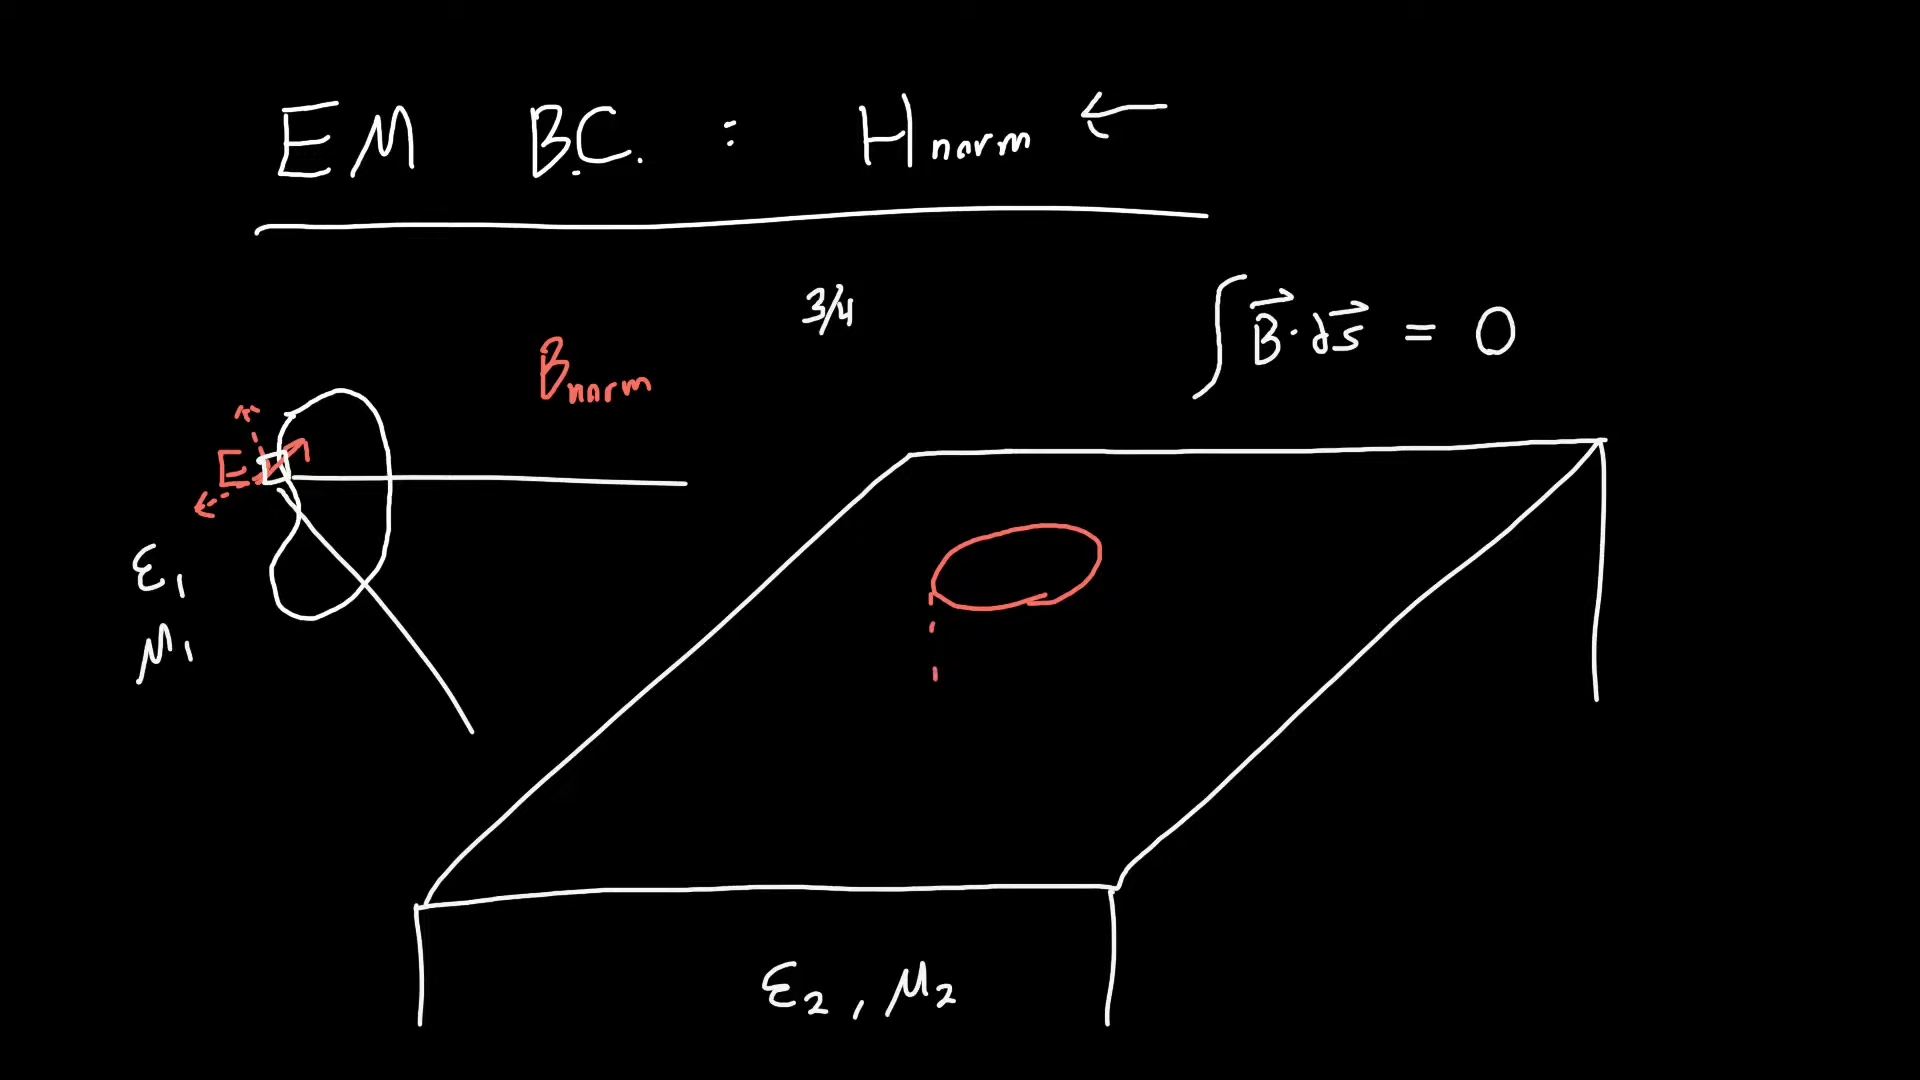 EM B.C. : Hnorm ←
3/4
∫B⃗·ds⃗ = 0
Bnorm
E
ε₁
μ₁
ε₂, μ₂